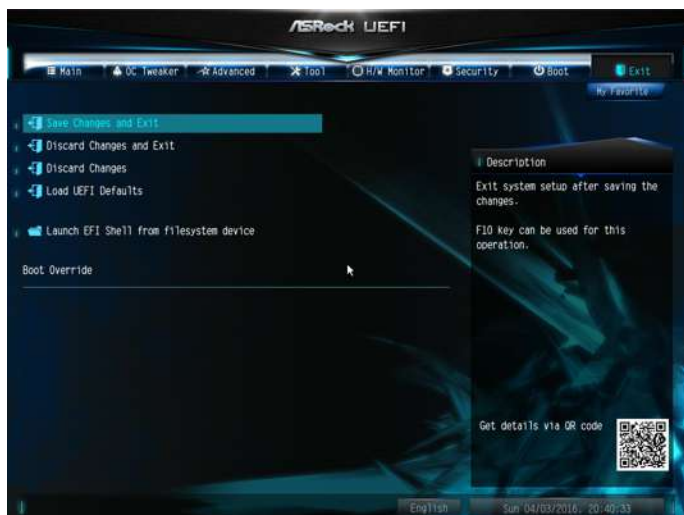 ASRock UEFI
Main
OC Tweaker
Advanced
Tool
H/W Monitor
Security
Boot
Exit
My Favorite
Save Changes and Exit
Discard Changes and Exit
Discard Changes
Load UEFI Defaults
Launch EFI Shell from filesystem device
Boot Override
Description
Exit system setup after saving the
changes.
F10 key can be used for this
operation.
Get details via QR code
English
Sun 04/03/2016, 20:40:33